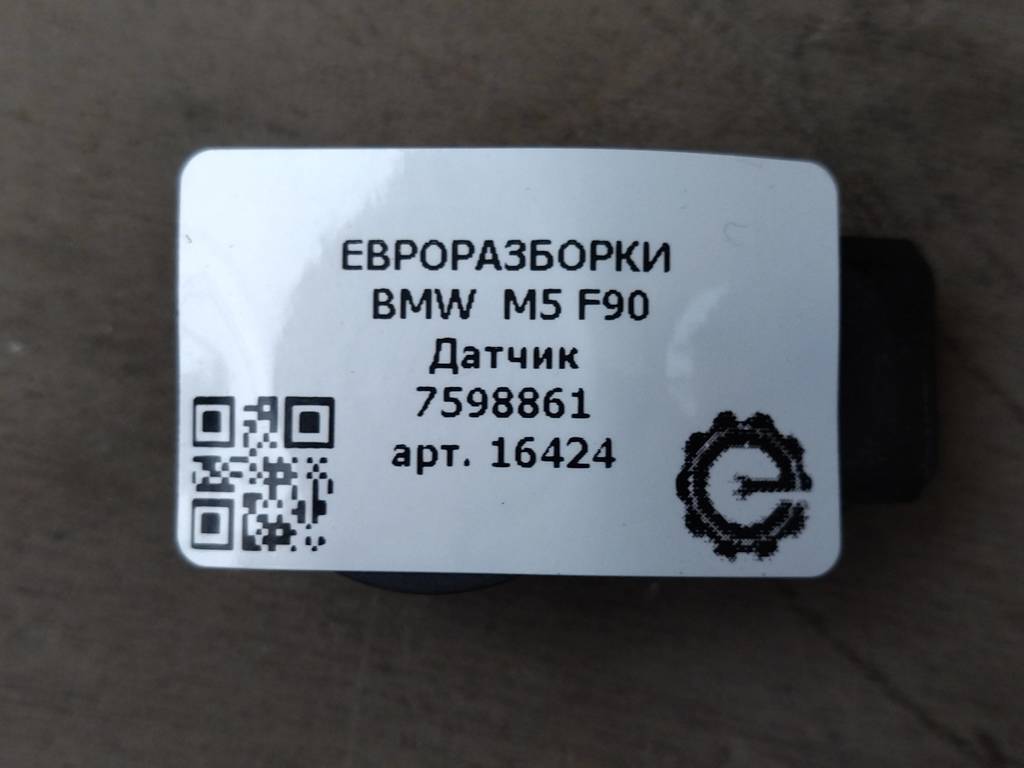 ЕВРОРАЗБОРКИ
BMW M5 F90
Датчик
7598861
арт. 16424